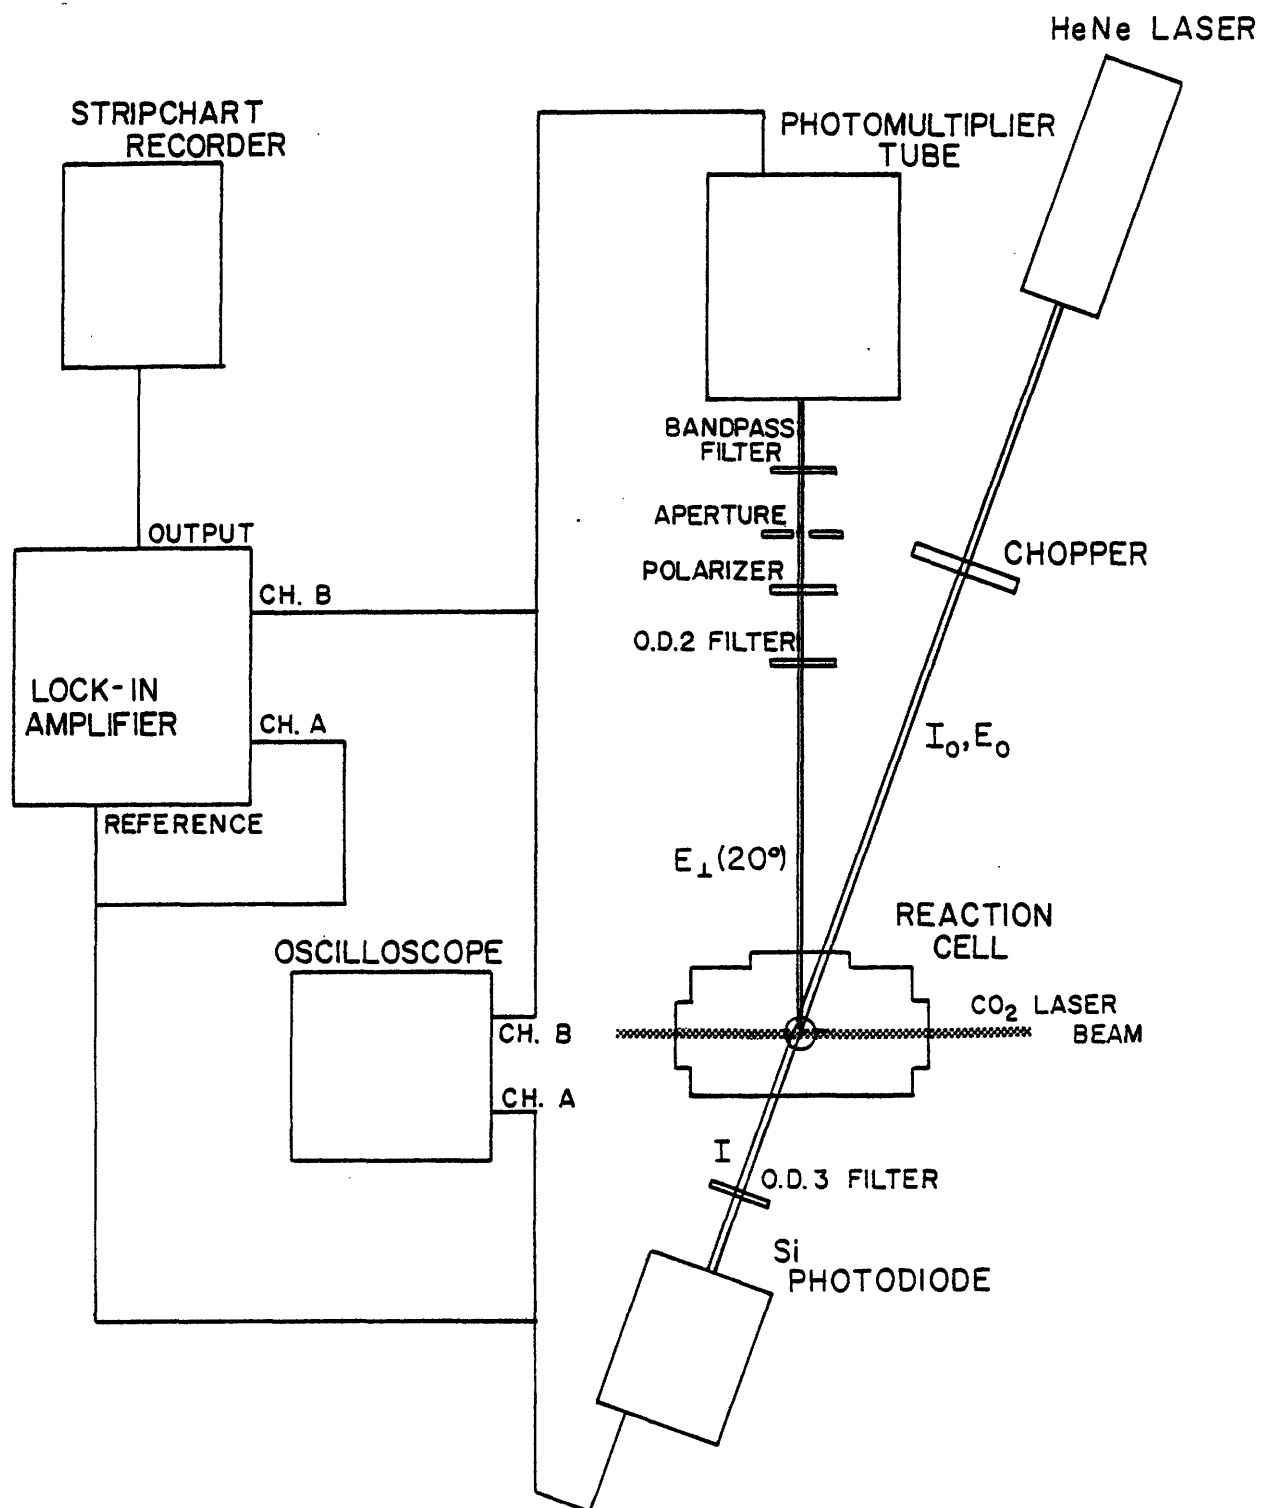 HeNe LASER
STRIPCHART
RECORDER
PHOTOMULTIPLIER
TUBE
BANDPASS
FILTER
APERTURE
OUTPUT
CHOPPER
POLARIZER
CH. B
O.D.2 FILTER
LOCK-IN
AMPLIFIER
CH. A
I₀,E₀
REFERENCE
E⊥(20°)
REACTION
CELL
OSCILLOSCOPE
CO₂ LASER
BEAM
CH. B
CH. A
I
O.D.3 FILTER
Si
PHOTODIODE